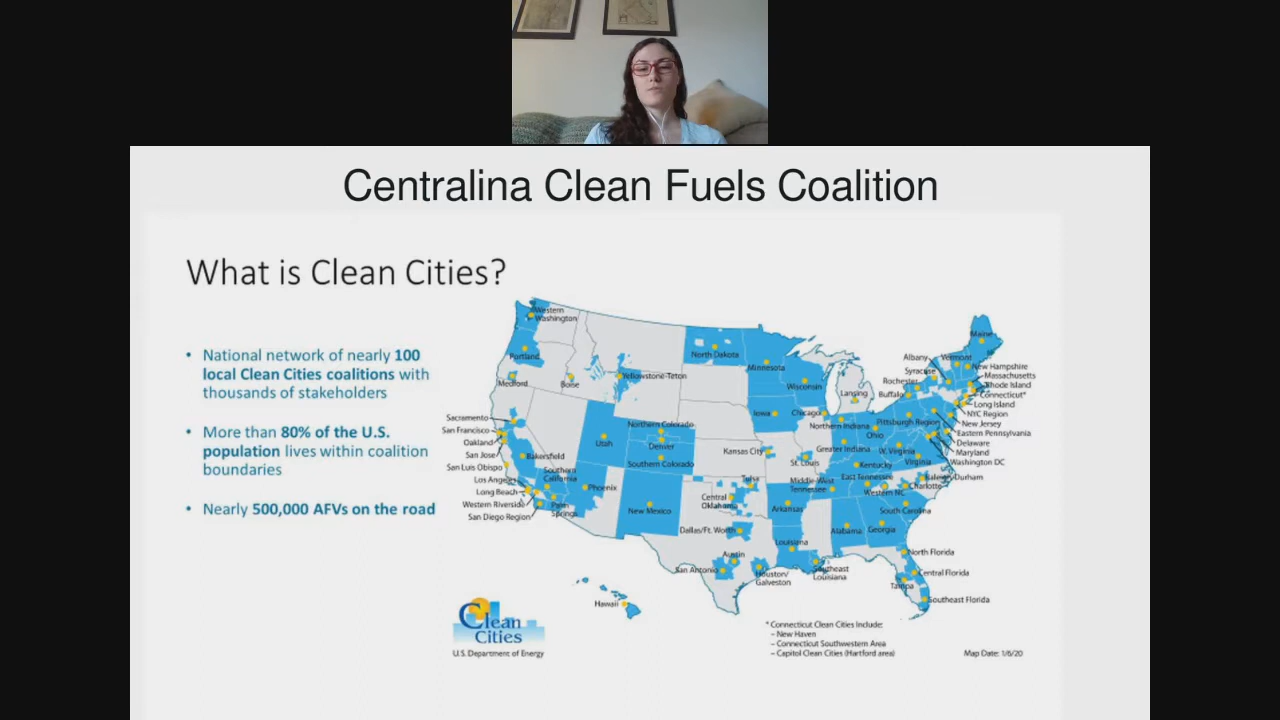 Centralina Clean Fuels Coalition
What is Clean Cities?
• National network of nearly 100
local Clean Cities coalitions with
thousands of stakeholders
• More than 80% of the U.S.
population lives within coalition
boundaries
• Nearly 500,000 AFVs on the road
Western
Washington
Portland
Medford
Boise
Yellowstone-Teton
North Dakota
Minnesota
Wisconsin
Iowa
Chicago
Lansing
Sacramento
San Francisco
Oakland
San Jose
San Luis Obispo
Los Angeles
Long Beach
Western Riverside
San Diego Region
Bakersfield
Southern
California
Palm
Springs
Phoenix
Utah
Northern Colorado
Denver
Southern Colorado
New Mexico
Kansas City
St. Louis
Tulsa
Central
Oklahoma
Dallas/Ft. Worth
Austin
San Antonio
Houston/
Galveston
Arkansas
Louisiana
Southeast
Louisiana
Middle-West
Tennessee
East Tennessee
Kentucky
Northern Indiana
Greater Indiana
Ohio
Pittsburgh Region
W. Virginia
Virginia
Western NC
Charlotte
Raleigh-Durham
South Carolina
Alabama
Georgia
North Florida
Central Florida
Tampa
Southeast Florida
Albany
Syracuse
Rochester
Buffalo
Maine
Vermont
New Hampshire
Massachusetts
Rhode Island
Connecticut*
Long Island
NYC Region
New Jersey
Eastern Pennsylvania
Delaware
Maryland
Washington DC
Hawaii
Clean
Cities
U.S. Department of Energy
* Connecticut Clean Cities Include:
– New Haven
– Connecticut Southwestern Area
– Capitol Clean Cities (Hartford area)
Map Date: 1/6/20